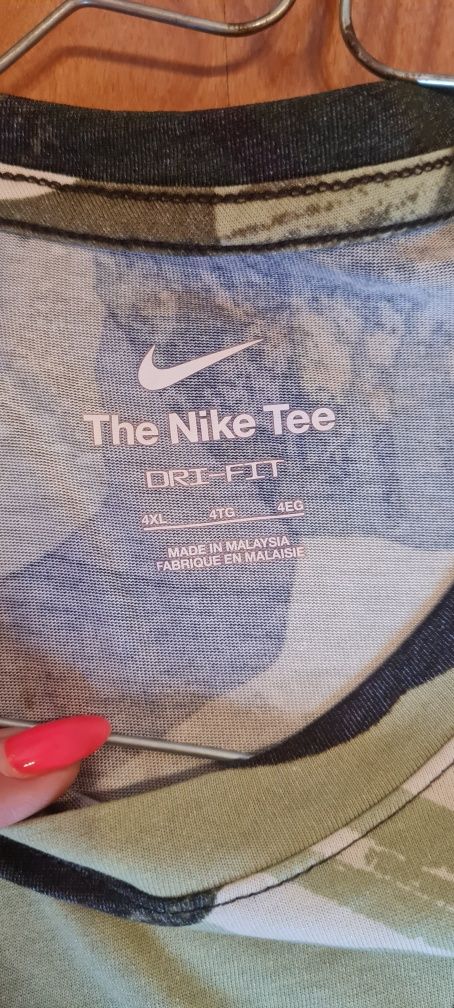 The Nike Tee
DRI-FIT
4XL 4TG 4EG
MADE IN MALAYSIA
FABRIQUE EN MALAISIE